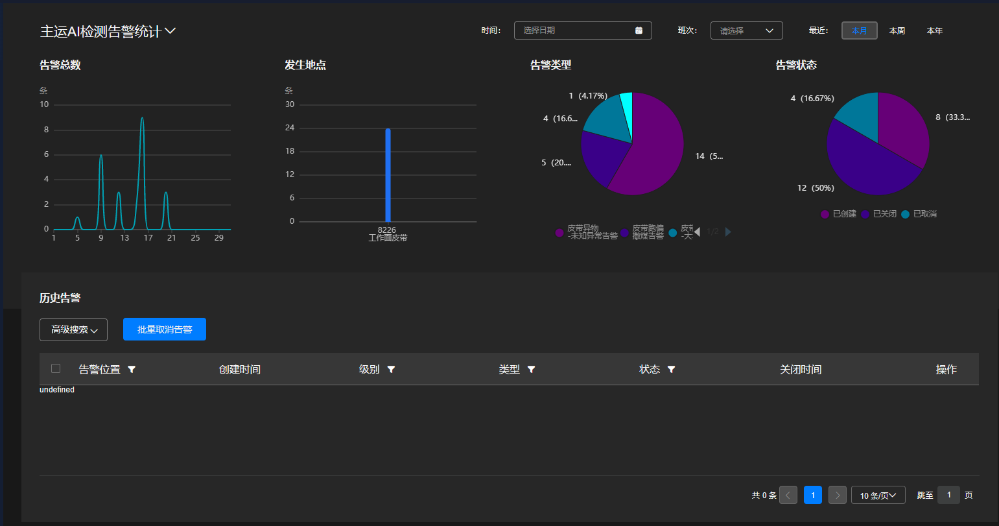 主运AI检测告警统计
时间: 选择日期 班次: 请选择 最近: 本月 本周 本年
告警总数
条
10
8
6
4
2
0
1 5 9 13 17 21 25 29
发生地点
条
30
24
18
12
6
0
8226
工作面皮带
告警类型
1 (4.17%)
4 (16.6...
5 (20....
14 (5...
皮带异物
-未知异常告警
皮带跑偏
撤煤告警
-大
1/2
告警状态
4 (16.67%)
8 (33.3...
12 (50%)
已创建 已关闭 已取消
历史告警
高级搜索 批量取消告警
告警位置 创建时间 级别 类型 状态 关闭时间 操作
undefined
共 0 条 1 10 条/页 跳至 1 页